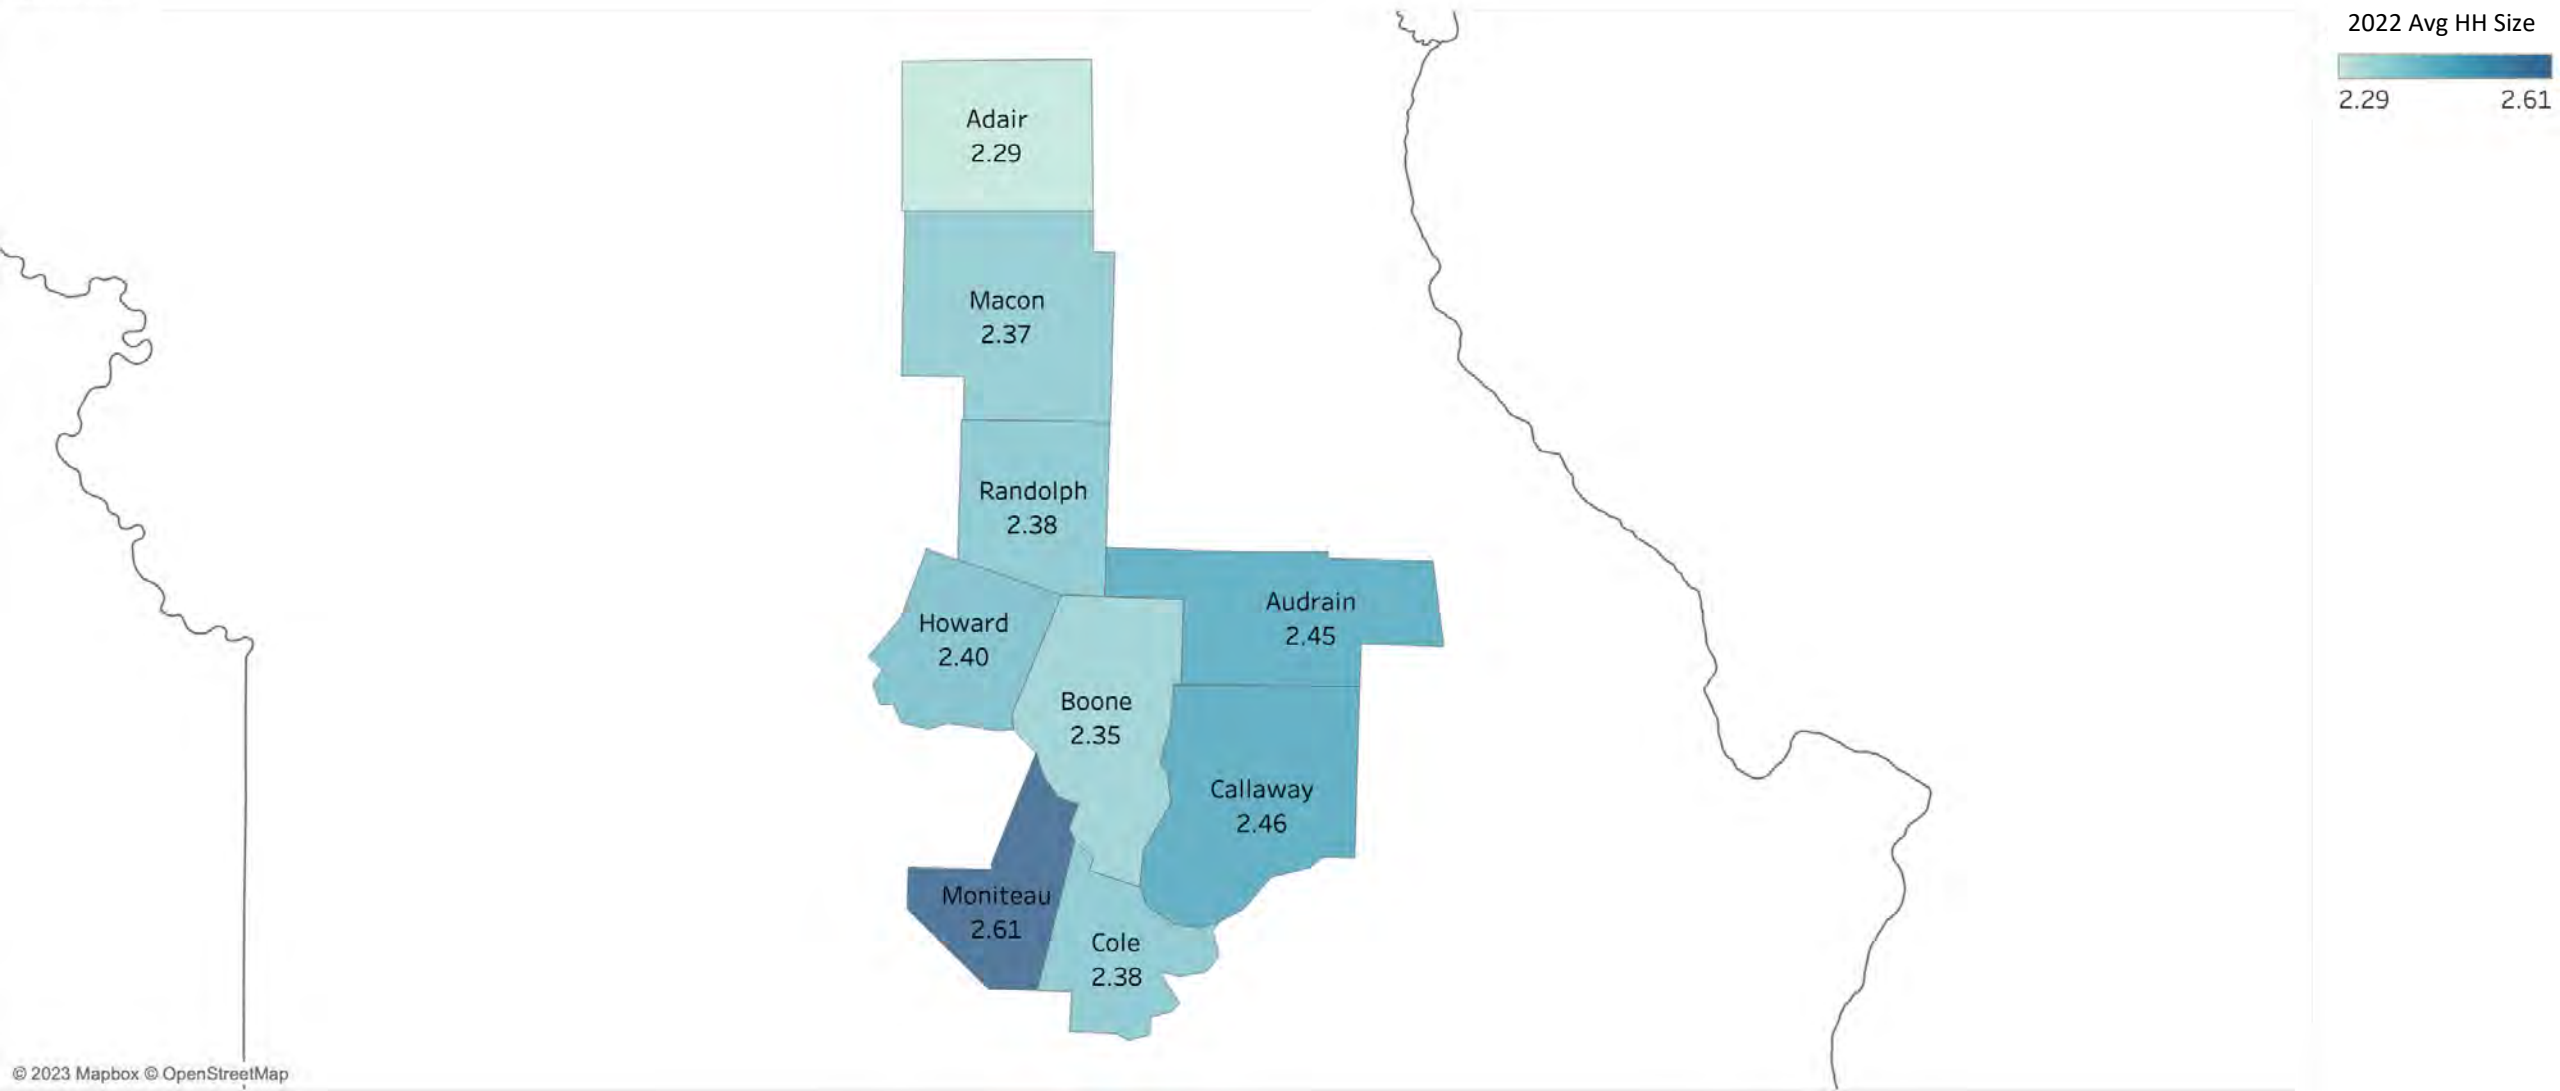 2022 Avg HH Size
2.29 2.61
Adair
2.29
Macon
2.37
Randolph
2.38
Howard
2.40
Audrain
2.45
Boone
2.35
Callaway
2.46
Moniteau
2.61
Cole
2.38
© 2023 Mapbox © OpenStreetMap